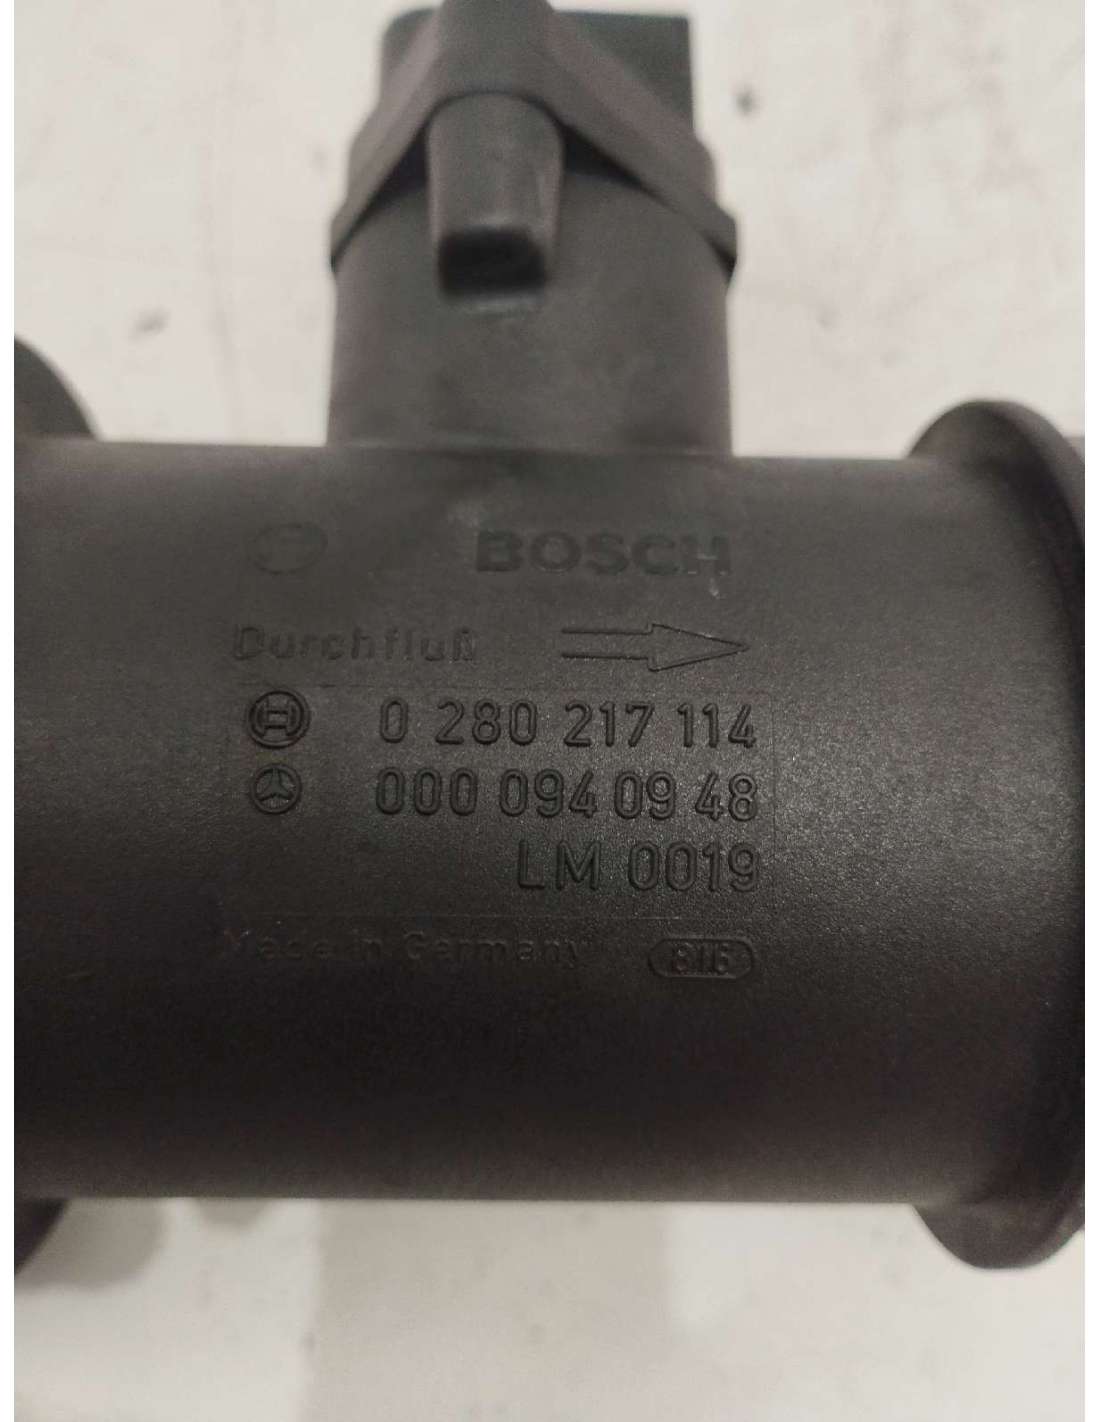 BOSCH
Durchfluß
0 280 217 114
000 094 09 48
LM 0019
Made in Germany